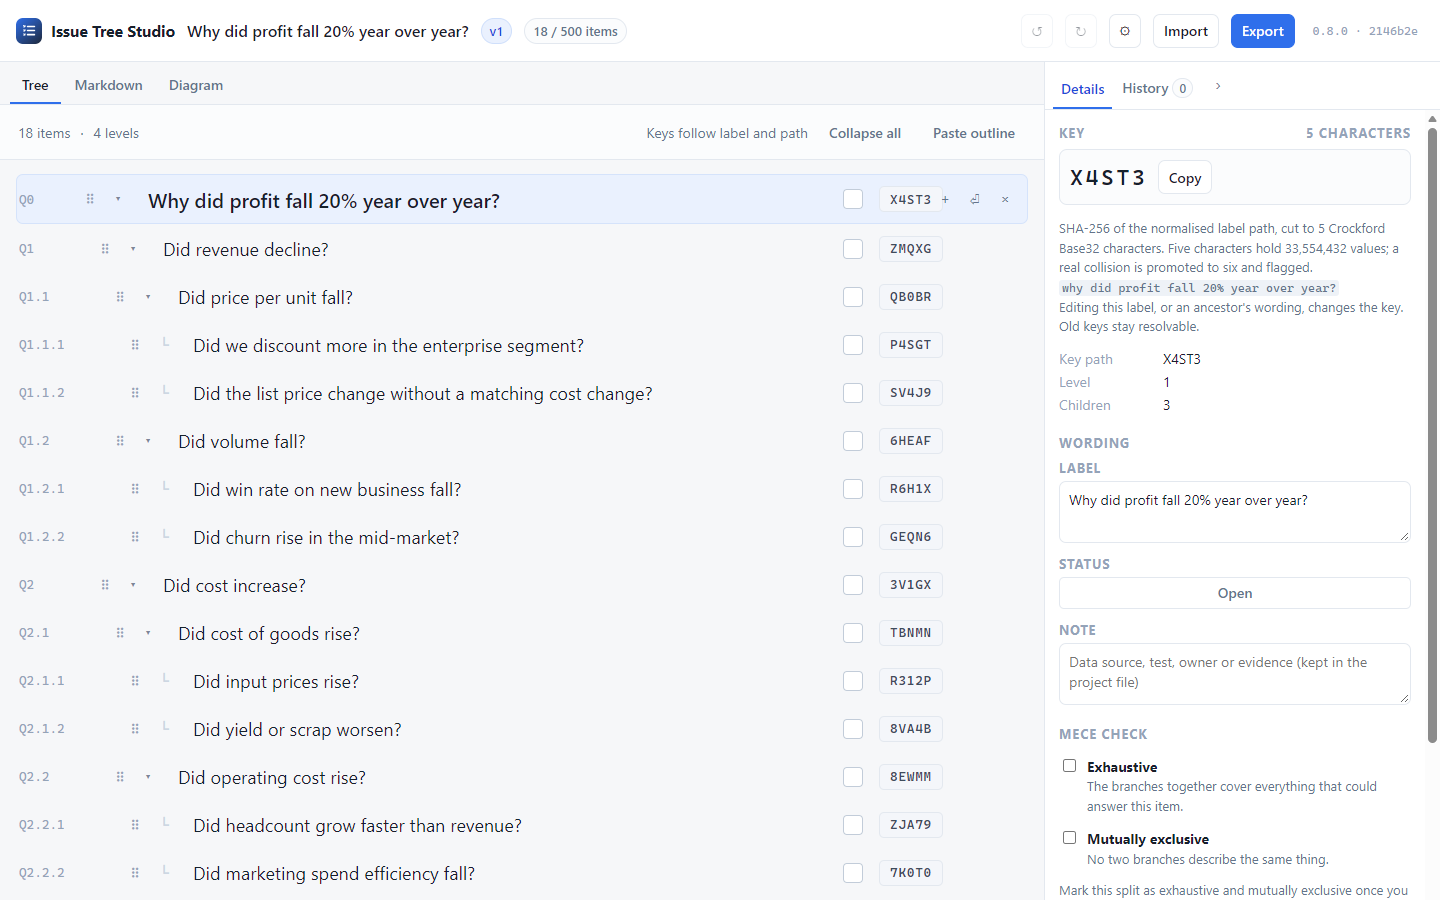 Issue Tree Studio Why did profit fall 20% year over year? v1 18 / 500 items Import Export 0.8.0 · 2146b2e
Tree Markdown Diagram
18 items · 4 levels Keys follow label and path Collapse all Paste outline
Q0 Why did profit fall 20% year over year? X4ST3
Q1 Did revenue decline? ZMQXG
Q1.1 Did price per unit fall? QB0BR
Q1.1.1 Did we discount more in the enterprise segment? P4SGT
Q1.1.2 Did the list price change without a matching cost change? SV4J9
Q1.2 Did volume fall? 6HEAF
Q1.2.1 Did win rate on new business fall? R6H1X
Q1.2.2 Did churn rise in the mid-market? GEQN6
Q2 Did cost increase? 3V1GX
Q2.1 Did cost of goods rise? TBNMN
Q2.1.1 Did input prices rise? R312P
Q2.1.2 Did yield or scrap worsen? 8VA4B
Q2.2 Did operating cost rise? 8EWMM
Q2.2.1 Did headcount grow faster than revenue? ZJA79
Q2.2.2 Did marketing spend efficiency fall? 7K0T0
Details History 0
KEY 5 CHARACTERS
X4ST3 Copy
SHA-256 of the normalised label path, cut to 5 Crockford
Base32 characters. Five characters hold 33,554,432 values; a
real collision is promoted to six and flagged.
why did profit fall 20% year over year?
Editing this label, or an ancestor's wording, changes the key.
Old keys stay resolvable.
Key path X4ST3
Level 1
Children 3
WORDING
LABEL
Why did profit fall 20% year over year?
STATUS
Open
NOTE
Data source, test, owner or evidence (kept in the
project file)
MECE CHECK
Exhaustive
The branches together cover everything that could
answer this item.
Mutually exclusive
No two branches describe the same thing.
Mark this split as exhaustive and mutually exclusive once you